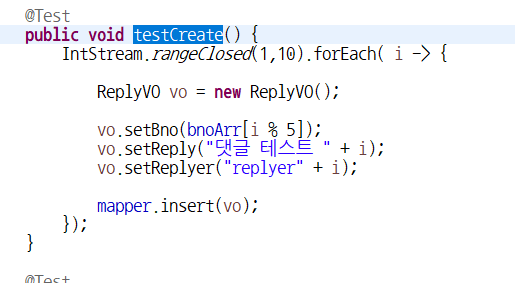 @Test
public void testCreate() {
IntStream.rangeClosed(1,10).forEach( i -> {
ReplyVO vo = new ReplyVO();
vo.setBno(bnoArr[i % 5]);
vo.setReply("댓글 테스트 " + i);
vo.setReplyer("replyer" + i);
mapper.insert(vo);
});
}
@Test